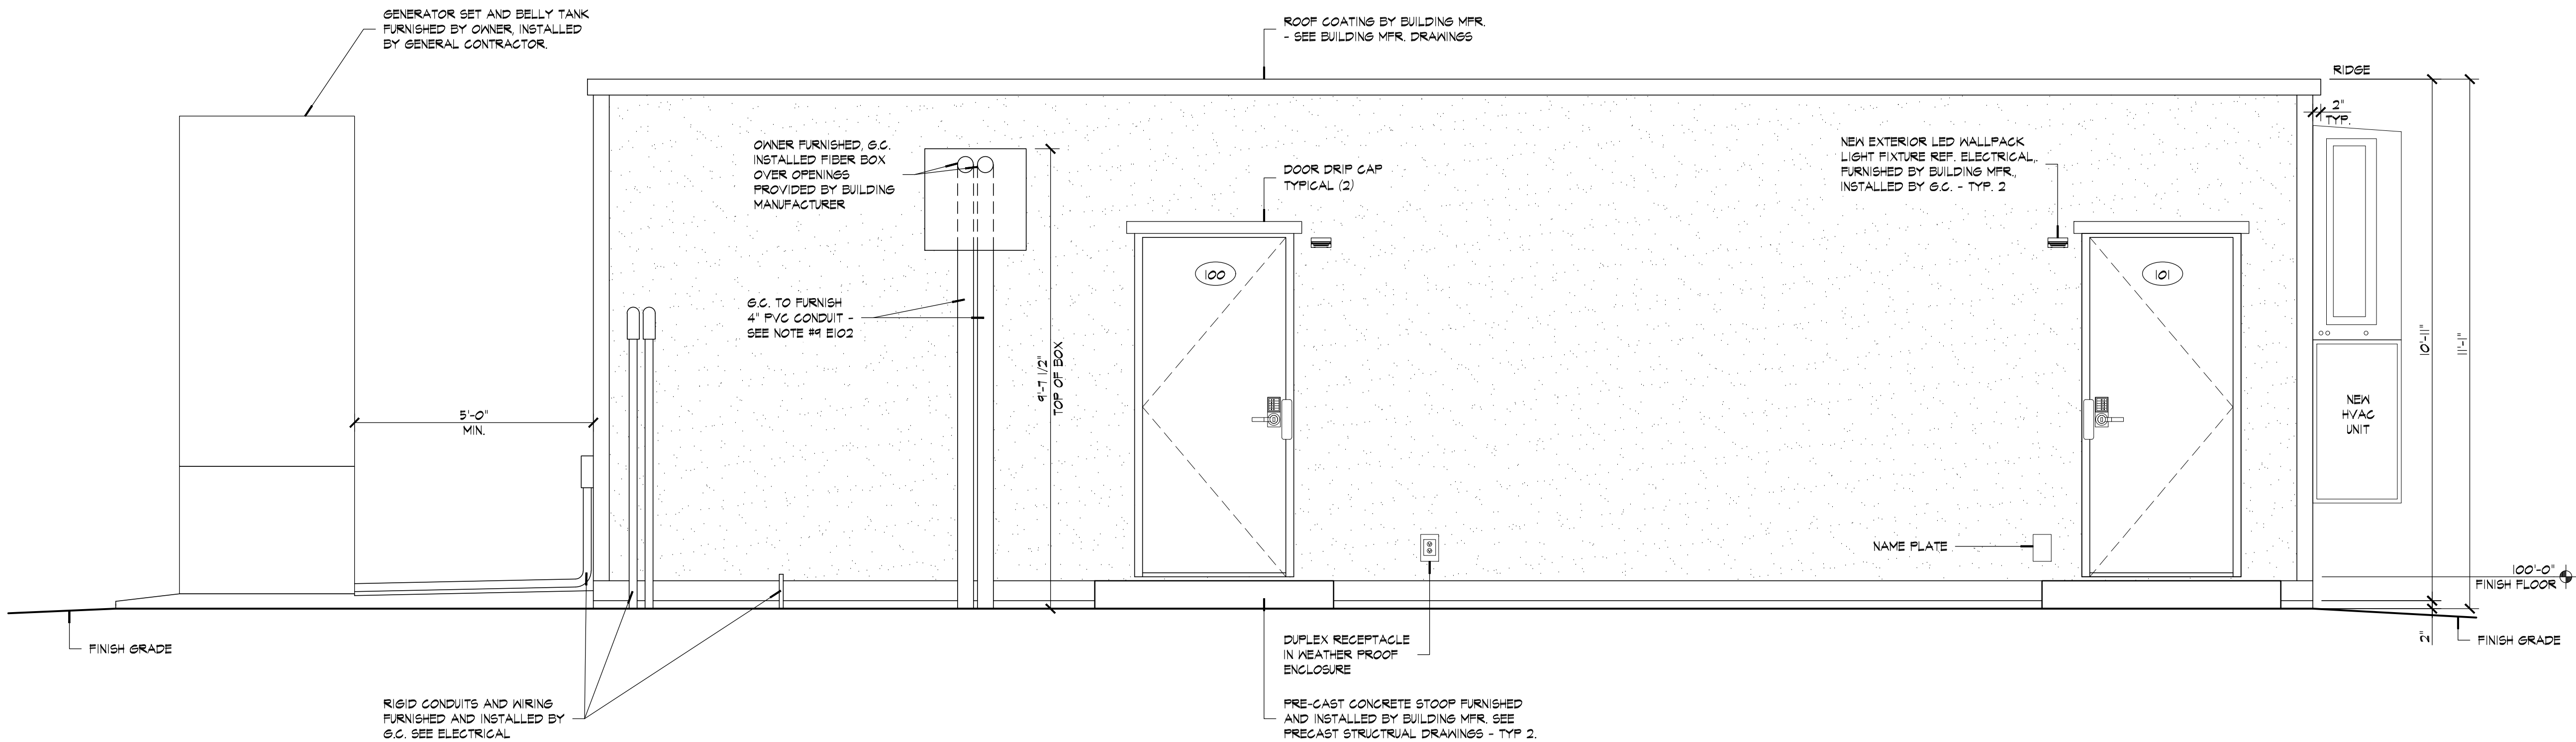 GENERATOR SET AND BELLY TANK
FURNISHED BY OWNER, INSTALLED
BY GENERAL CONTRACTOR.
ROOF COATING BY BUILDING MFR.
- SEE BUILDING MFR. DRAWINGS
RIDGE
2"
TYP.
OWNER FURNISHED, G.C.
INSTALLED FIBER BOX
OVER OPENINGS
PROVIDED BY BUILDING
MANUFACTURER
DOOR DRIP CAP
TYPICAL (2)
NEW EXTERIOR LED WALLPACK
LIGHT FIXTURE REF. ELECTRICAL,
FURNISHED BY BUILDING MFR.,
INSTALLED BY G.C. - TYP. 2
100
101
G.C. TO FURNISH
4" PVC CONDUIT -
SEE NOTE #9 E102
9'-7 1/2"
TOP OF BOX
10'-11"
11'-1"
5'-0"
MIN.
NEW
HVAC
UNIT
NAME PLATE
100'-0"
FINISH FLOOR
2"
FINISH GRADE
DUPLEX RECEPTACLE
IN WEATHER PROOF
ENCLOSURE
FINISH GRADE
RIGID CONDUITS AND WIRING
FURNISHED AND INSTALLED BY
G.C. SEE ELECTRICAL
PRE-CAST CONCRETE STOOP FURNISHED
AND INSTALLED BY BUILDING MFR. SEE
PRECAST STRUCTRUAL DRAWINGS - TYP 2.